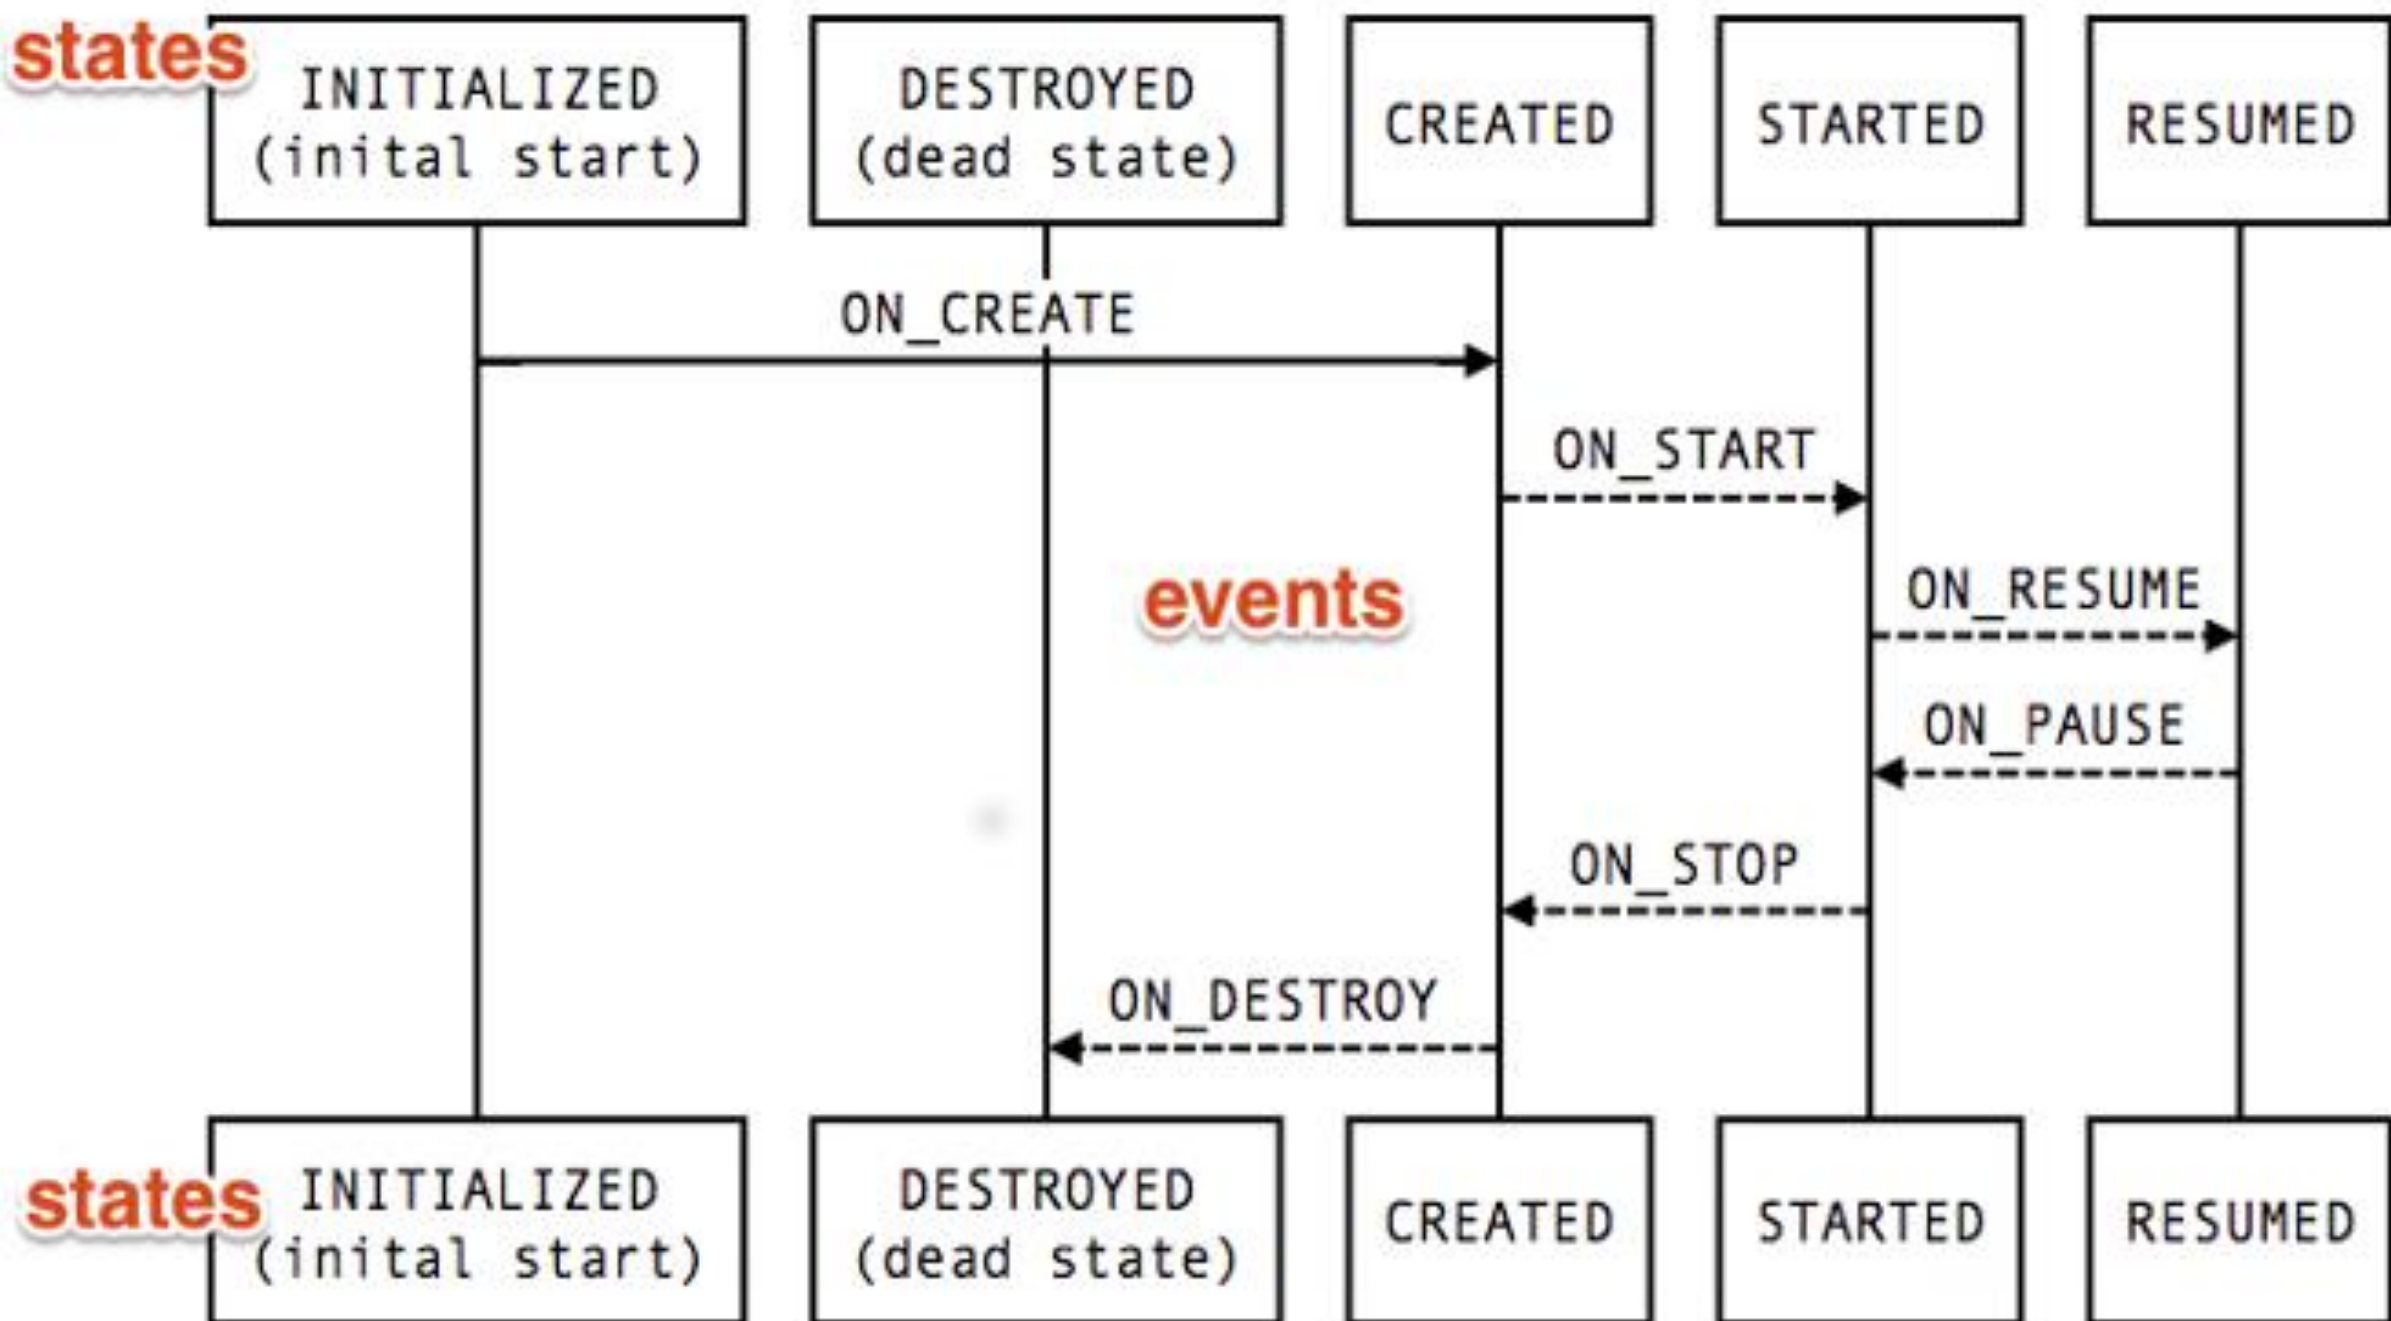 states
INITIALIZED
(inital start)
DESTROYED
(dead state)
CREATED
STARTED
RESUMED
ON_CREATE
ON_START
events
ON_RESUME
ON_PAUSE
ON_STOP
ON_DESTROY
states
INITIALIZED
(inital start)
DESTROYED
(dead state)
CREATED
STARTED
RESUMED